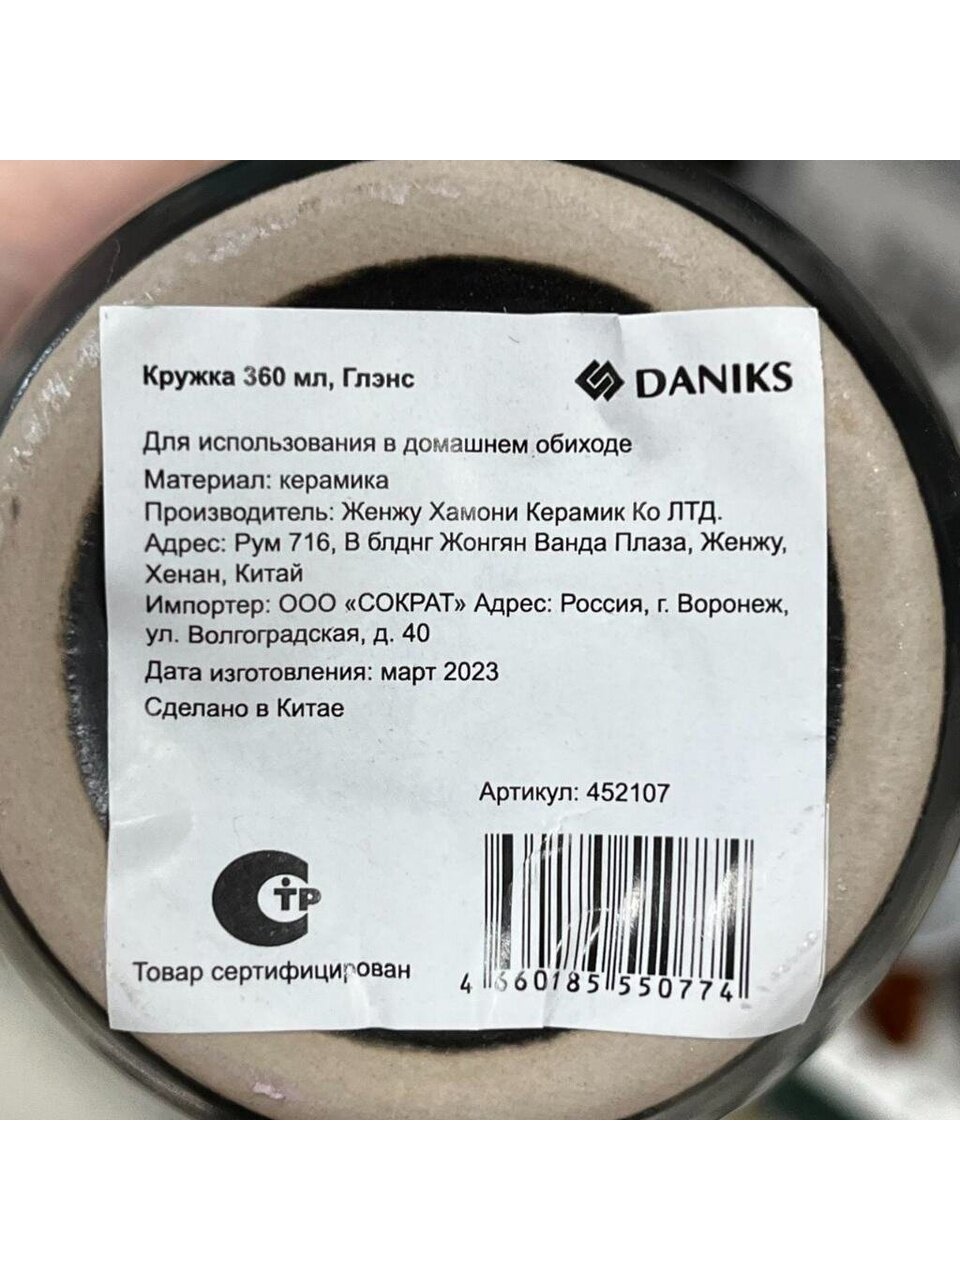 Кружка 360 мл, Глэнс
DANIKS
Для использования в домашнем обиходе
Материал: керамика
Производитель: Женжу Хамони Керамик Ко ЛТД.
Адрес: Рум 716, В блднг Жонгян Ванда Плаза, Женжу,
Хенан, Китай
Импортер: ООО «СОКРАТ» Адрес: Россия, г. Воронеж,
ул. Волгоградская, д. 40
Дата изготовления: март 2023
Сделано в Китае
Артикул: 452107
СТР
Товар сертифицирован
4 660185 550774